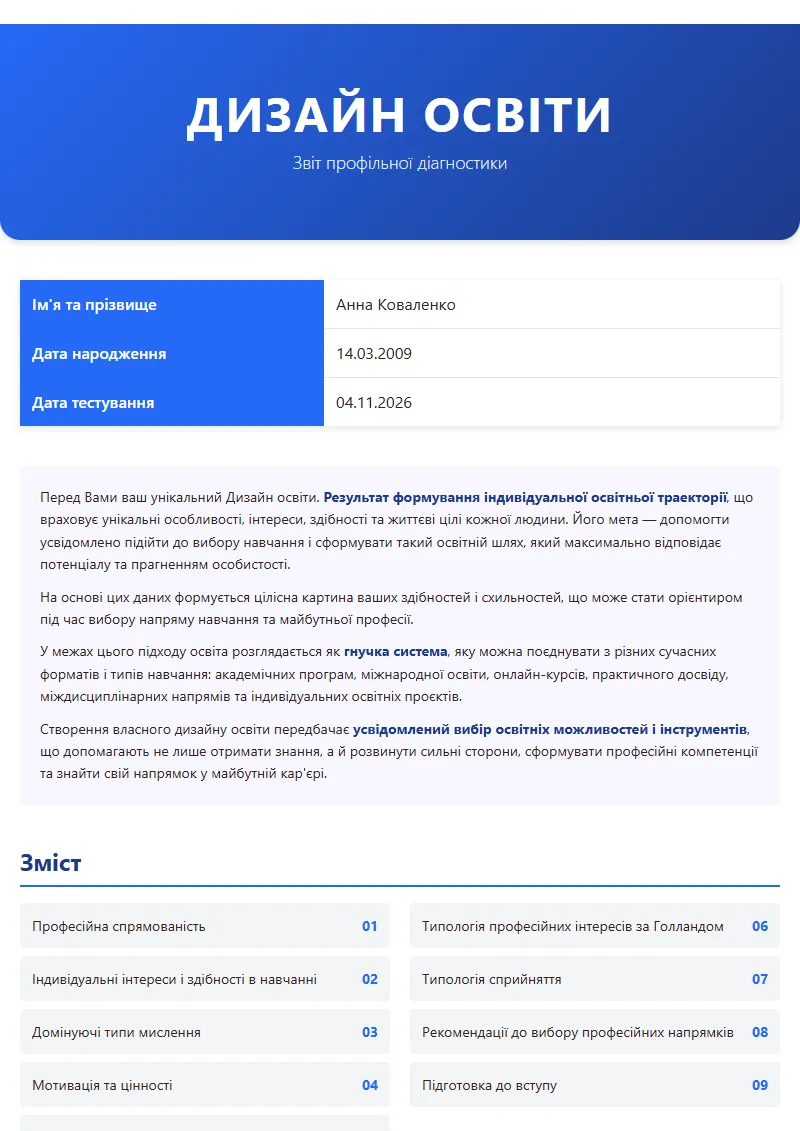 ДИЗАЙН ОСВІТИ
Звіт профільної діагностики
Ім'я та прізвище
Анна Коваленко
Дата народження
14.03.2009
Дата тестування
04.11.2026
Перед Вами ваш унікальний Дизайн освіти. Результат формування індивідуальної освітньої траекторії, що
враховує унікальні особливості, інтереси, здібності та життєві цілі кожної людини. Його мета — допомогти
усвідомлено підійти до вибору навчання і сформувати такий освітній шлях, який максимально відповідає
потенціалу та прагненням особистості.
На основі цих даних формується цілісна картина ваших здібностей і схильностей, що може стати орієнтиром
під час вибору напряму навчання та майбутньої професії.
У межах цього підходу освіта розглядається як гнучка система, яку можна поєднувати з різних сучасних
форматів і типів навчання: академічних програм, міжнародної освіти, онлайн-курсів, практичного досвіду,
міждисциплінарних напрямів та індивідуальних освітніх проєктів.
Створення власного дизайну освіти передбачає усвідомлений вибір освітніх можливостей і інструментів,
що допомагають не лише отримати знання, а й розвинути сильні сторони, сформувати професійні компетенції
та знайти свій напрямок у майбутній кар'єрі.
Зміст
Професійна спрямованість 01
Індивідуальні інтереси і здібності в навчанні 02
Домінуючі типи мислення 03
Мотивація та цінності 04
Типологія професійних інтересів за Голландом 06
Типологія сприйняття 07
Рекомендації до вибору професійних напрямків 08
Підготовка до вступу 09